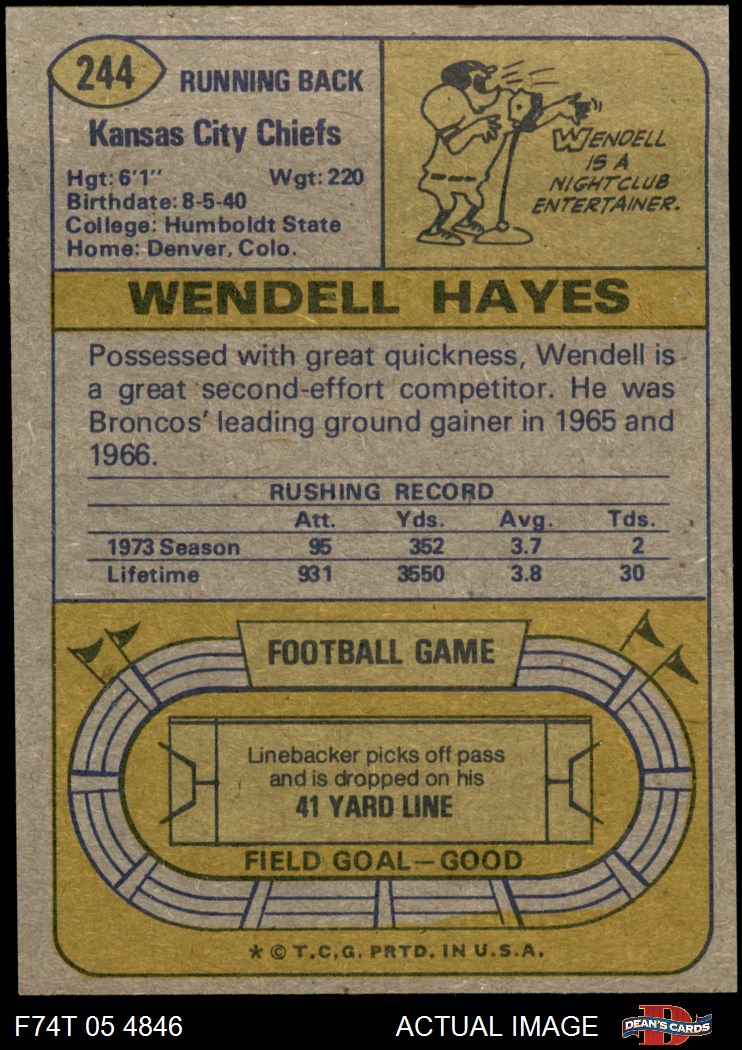 244
RUNNING BACK
Kansas City Chiefs
Hgt: 6'1" Wgt: 220
Birthdate: 8-5-40
College: Humboldt State
Home: Denver, Colo.
WENDELL
IS A
NIGHTCLUB
ENTERTAINER.
WENDELL HAYES
Possessed with great quickness, Wendell is
a great second-effort competitor. He was
Broncos' leading ground gainer in 1965 and
1966.
RUSHING RECORD
Att. Yds. Avg. Tds.
1973 Season 95 352 3.7 2
Lifetime 931 3550 3.8 30
FOOTBALL GAME
Linebacker picks off pass
and is dropped on his
41 YARD LINE
FIELD GOAL—GOOD
* © T.C.G. PRTD. IN U.S.A.
F74T 05 4846 ACTUAL IMAGE D DEAN'S CARDS